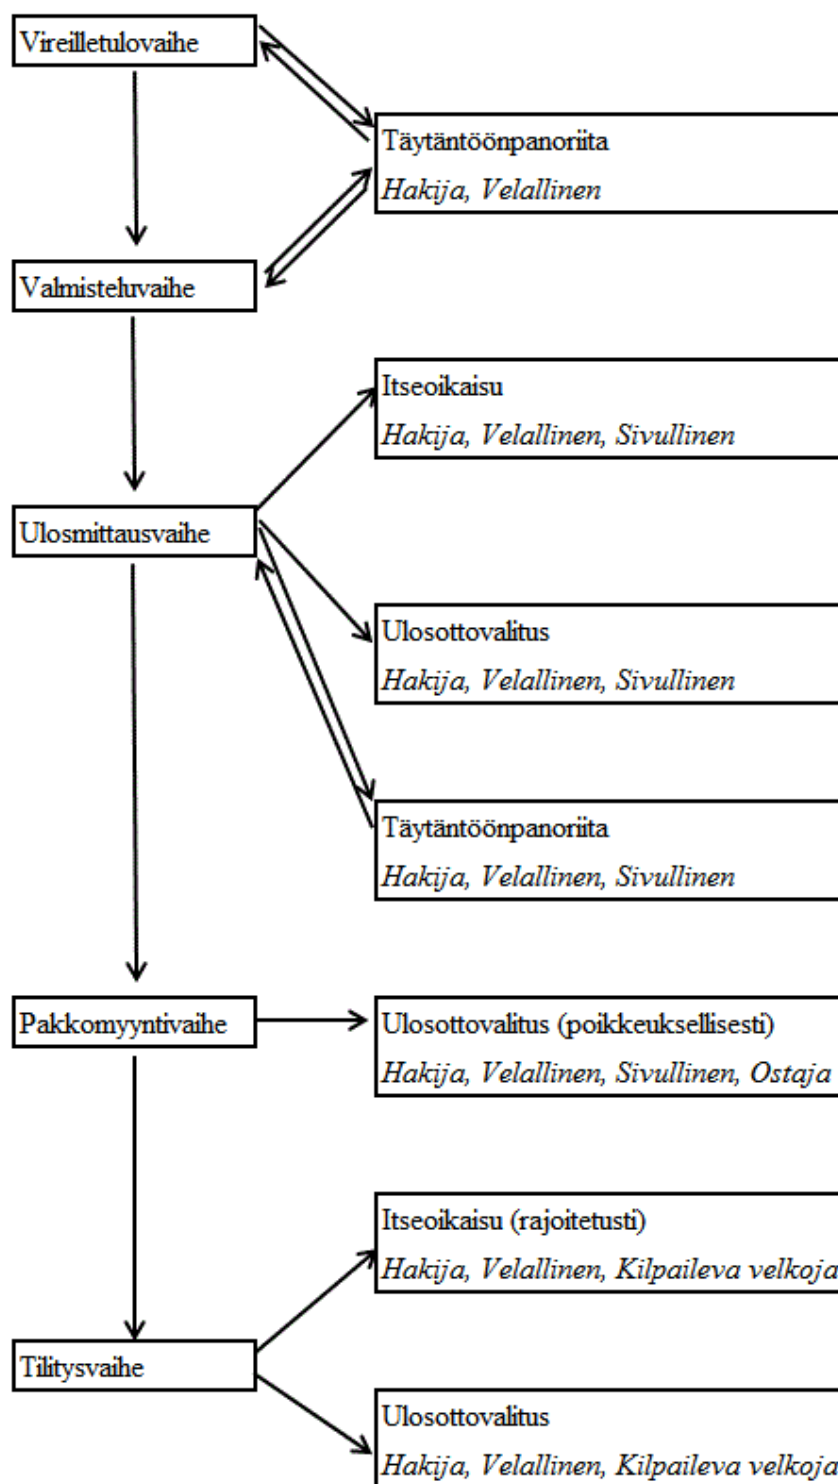 Vireilletulovaihe
Täytäntöönpanoriita
Hakija, Velallinen
Valmisteluvaihe
Itseoikaisu
Hakija, Velallinen, Sivullinen
Ulosmittausvaihe
Ulosottovalitus
Hakija, Velallinen, Sivullinen
Täytäntöönpanoriita
Hakija, Velallinen, Sivullinen
Pakkomyyntivaihe
Ulosottovalitus (poikkeuksellisesti)
Hakija, Velallinen, Sivullinen, Ostaja
Itseoikaisu (rajoitetusti)
Hakija, Velallinen, Kilpaileva velkoja
Tilitysvaihe
Ulosottovalitus
Hakija, Velallinen, Kilpaileva velkoja